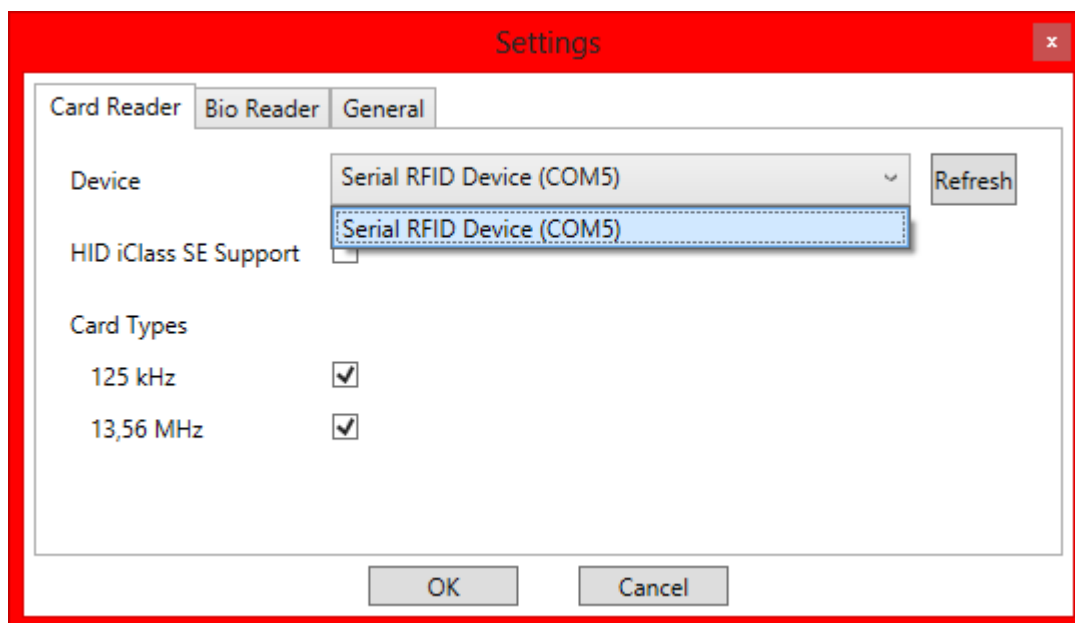 Settings
x
Card Reader Bio Reader General
Device Serial RFID Device (COM5) Refresh
Serial RFID Device (COM5)
HID iClass SE Support
Card Types
125 kHz
13,56 MHz
OK Cancel